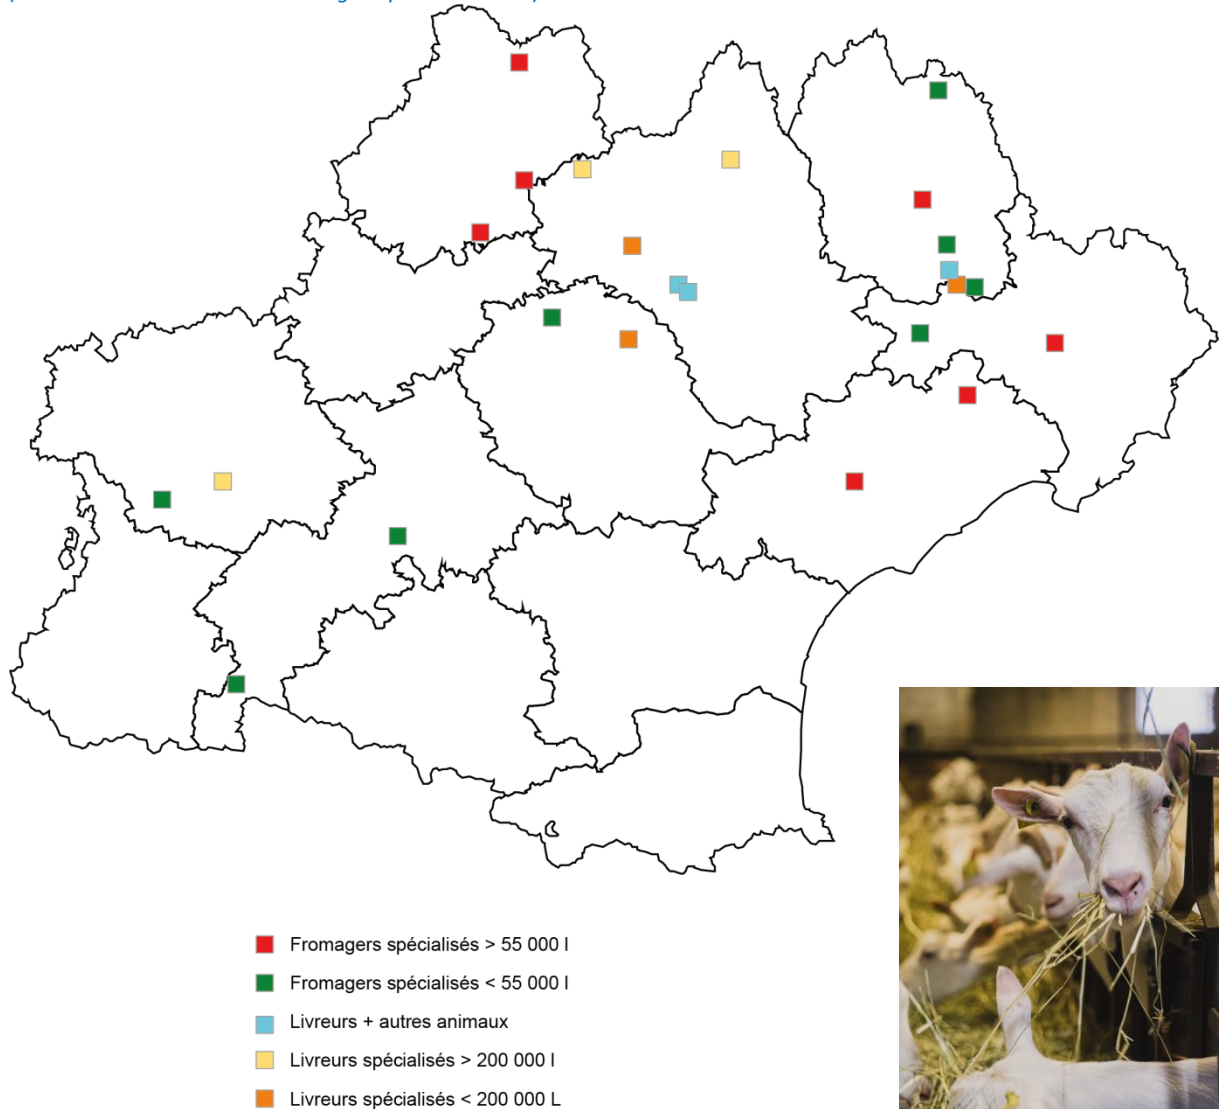 Fromagers spécialisés > 55 000 l
Fromagers spécialisés < 55 000 l
Livreurs + autres animaux
Livreurs spécialisés > 200 000 l
Livreurs spécialisés < 200 000 L